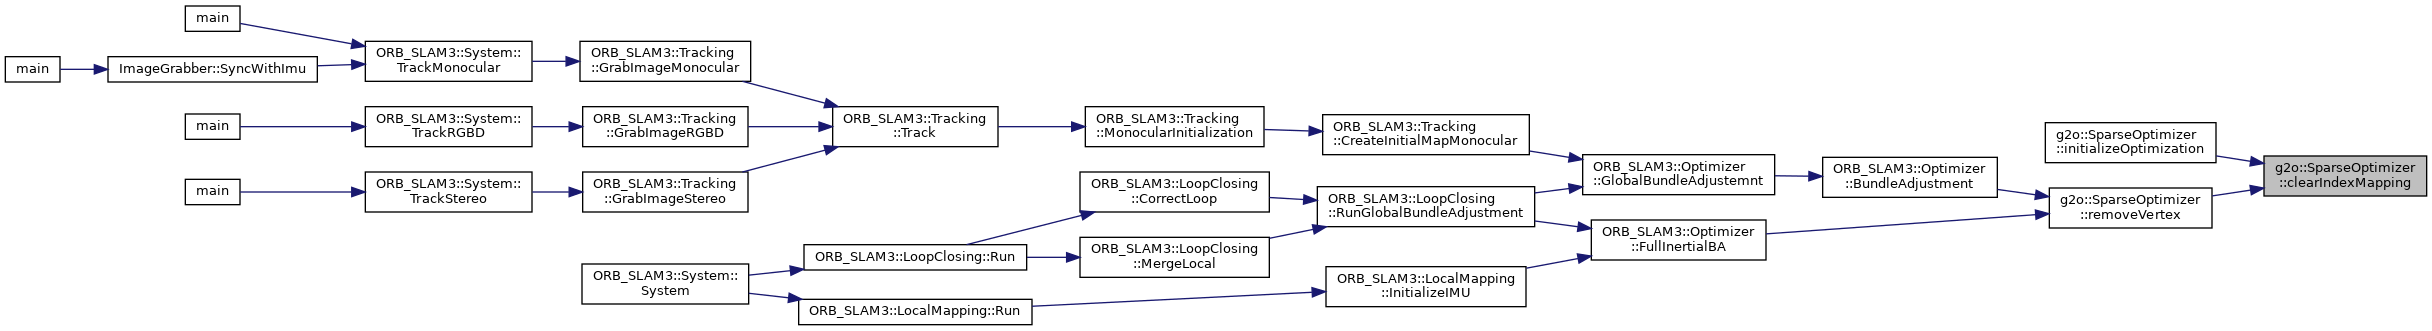 main
main
ImageGrabber::SyncWithImu
main
main
ORB_SLAM3::System::
TrackMonocular
ORB_SLAM3::System::
TrackRGBD
ORB_SLAM3::System::
TrackStereo
ORB_SLAM3::Tracking
::GrabImageMonocular
ORB_SLAM3::Tracking
::GrabImageRGBD
ORB_SLAM3::Tracking
::GrabImageStereo
ORB_SLAM3::System::
System
ORB_SLAM3::Tracking
::Track
ORB_SLAM3::LoopClosing::Run
ORB_SLAM3::LocalMapping::Run
ORB_SLAM3::Tracking
::MonocularInitialization
ORB_SLAM3::LoopClosing
::CorrectLoop
ORB_SLAM3::LoopClosing
::MergeLocal
ORB_SLAM3::Tracking
::CreateInitialMapMonocular
ORB_SLAM3::LoopClosing
::RunGlobalBundleAdjustment
ORB_SLAM3::LocalMapping
::InitializeIMU
ORB_SLAM3::Optimizer
::GlobalBundleAdjustemnt
ORB_SLAM3::Optimizer
::FullInertialBA
ORB_SLAM3::Optimizer
::BundleAdjustment
g2o::SparseOptimizer
::initializeOptimization
g2o::SparseOptimizer
::removeVertex
g2o::SparseOptimizer
::clearIndexMapping